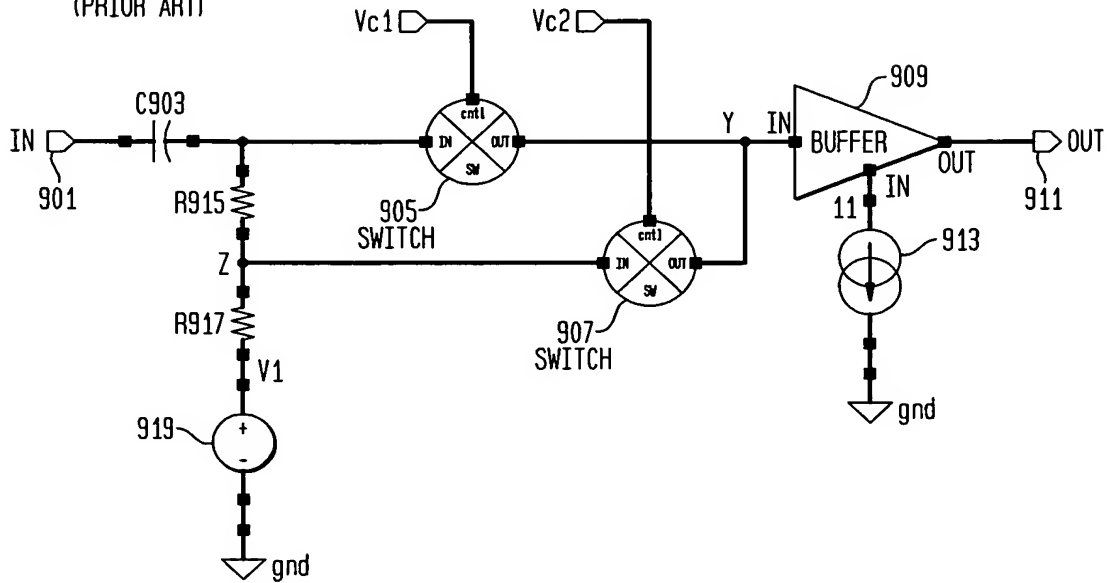 (PRIOR ART)
Vc1
Vc2
909
C903
cntl
IN
IN
OUT
SW
Y
IN
BUFFER
OUT
OUT
901
R915
905
SWITCH
cntl
IN
11
911
Z
IN
OUT
SW
913
R917
907
SWITCH
V1
919
+
-
gnd
gnd